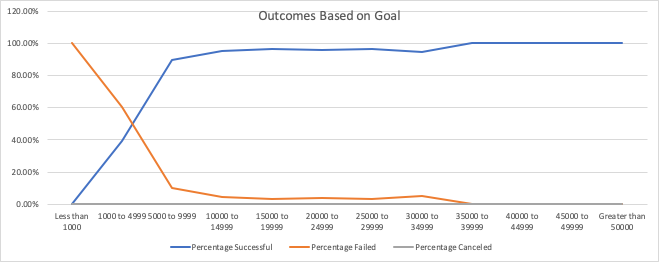 Outcomes Based on Goal
120.00%
100.00%
80.00%
60.00%
40.00%
20.00%
0.00%
Less than 1000
1000 to 4999
5000 to 9999
10000 to 14999
15000 to 19999
20000 to 24999
25000 to 29999
30000 to 34999
35000 to 39999
40000 to 44999
45000 to 49999
Greater than 50000
Percentage Successful
Percentage Failed
Percentage Canceled